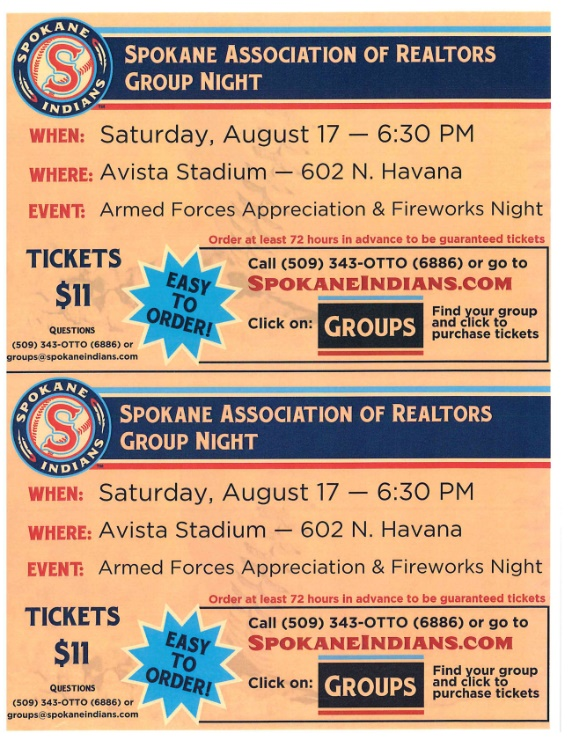 SPOKANE
INDIANS
SPOKANE ASSOCIATION OF REALTORS
GROUP NIGHT
WHEN: Saturday, August 17 — 6:30 PM
WHERE: Avista Stadium — 602 N. Havana
EVENT: Armed Forces Appreciation & Fireworks Night
Order at least 72 hours in advance to be guaranteed tickets
TICKETS
$11
QUESTIONS
(509) 343-OTTO (6886) or
groups@spokaneindians.com
EASY
TO
ORDER!
Call (509) 343-OTTO (6886) or go to
SPOKANEINDIANS.COM
Click on: GROUPS
Find your group
and click to
purchase tickets
SPOKANE
INDIANS
SPOKANE ASSOCIATION OF REALTORS
GROUP NIGHT
WHEN: Saturday, August 17 — 6:30 PM
WHERE: Avista Stadium — 602 N. Havana
EVENT: Armed Forces Appreciation & Fireworks Night
Order at least 72 hours in advance to be guaranteed tickets
TICKETS
$11
QUESTIONS
(509) 343-OTTO (6886) or
groups@spokaneindians.com
EASY
TO
ORDER!
Call (509) 343-OTTO (6886) or go to
SPOKANEINDIANS.COM
Click on: GROUPS
Find your group
and click to
purchase tickets